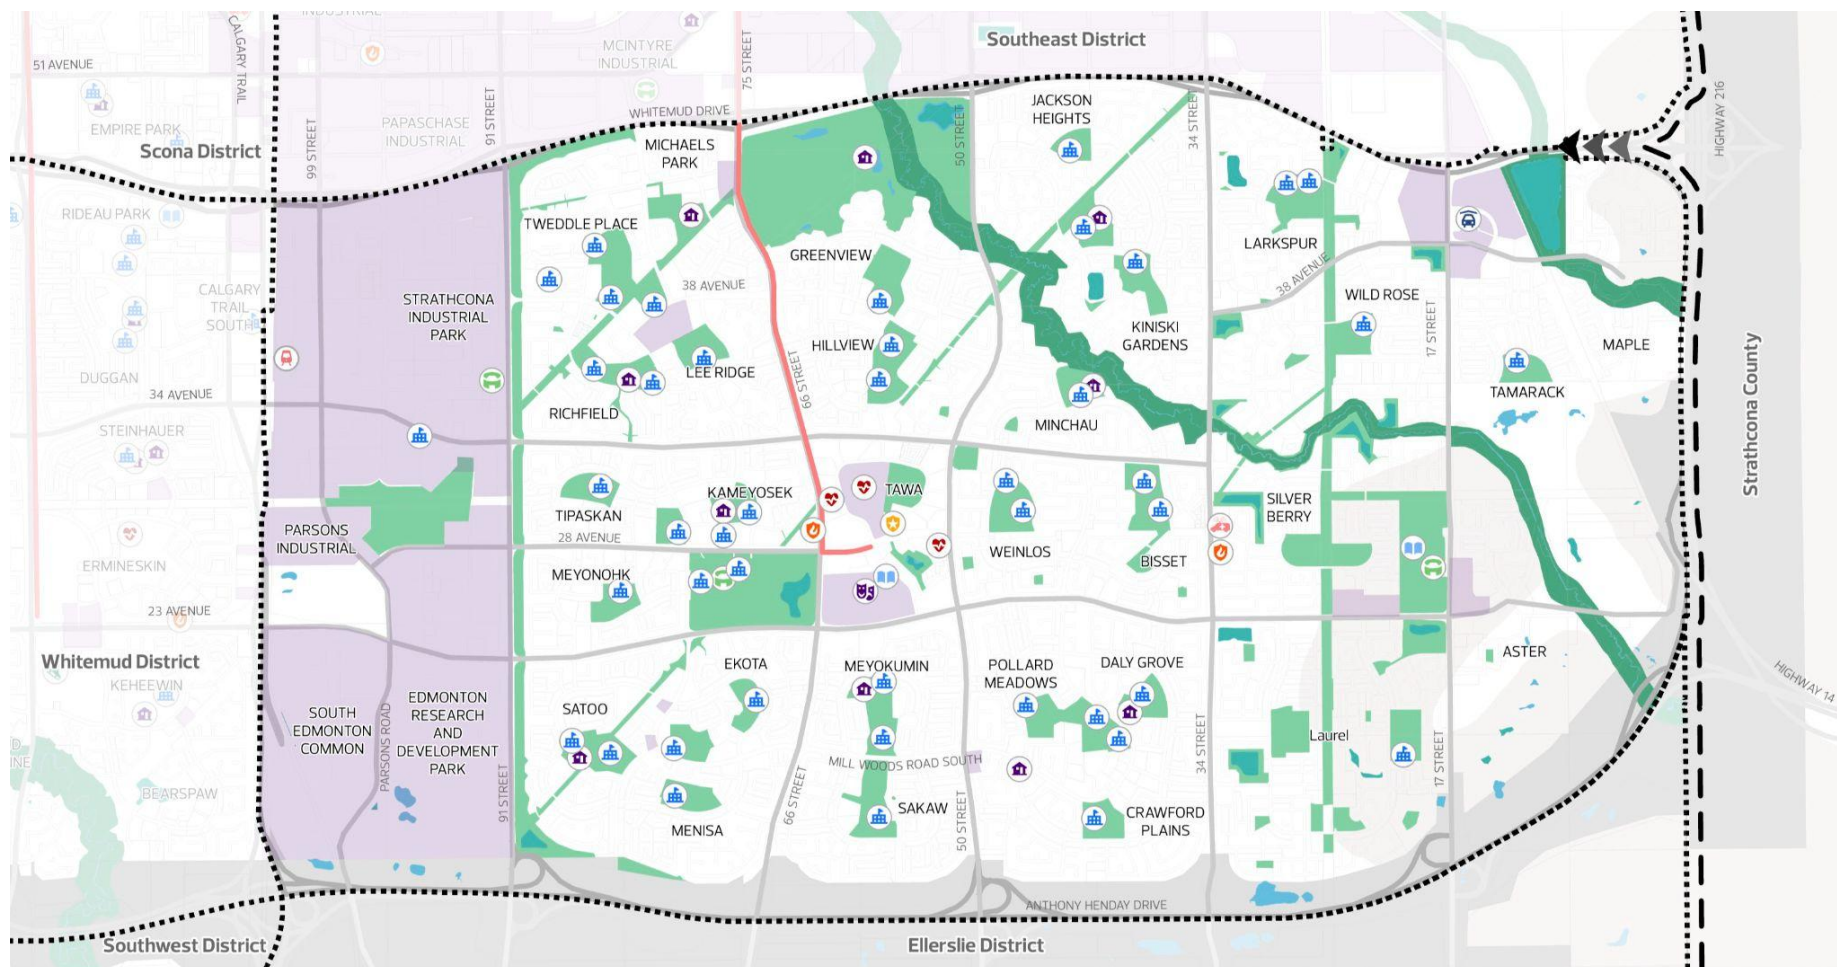 INDUSTRIAL
CALGARY TRAIL
MCINTYRE
INDUSTRIAL
75 STREET
Southeast District
51 AVENUE
HIGHWAY 216
91 STREET
WHITEMUD DRIVE
50 STREET
JACKSON
HEIGHTS
34 STREET
EMPIRE PARK
PAPASCHASE
INDUSTRIAL
Scona District
99 STREET
MICHAELS
PARK
RIDEAU PARK
TWEDDLE PLACE
GREENVIEW
LARKSPUR
38 AVENUE
38 AVENUE
CALGARY
TRAIL
SOUTH
STRATHCONA
INDUSTRIAL
PARK
WILD ROSE
17 STREET
KINISKI
GARDENS
HILLVIEW
MAPLE
66 STREET
LEE RIDGE
DUGGAN
TAMARACK
34 AVENUE
RICHFIELD
MINCHAU
STEINHAUER
Strathcona County
KAMEYOSEK
TAWA
TIPASKAN
SILVER
BERRY
PARSONS
INDUSTRIAL
28 AVENUE
WEINLOS
BISSET
ERMINESKIN
MEYONOHK
23 AVENUE
Whitemud District
KEHEEWIN
EKOTA
MEYOKUMIN
POLLARD
MEADOWS
DALY GROVE
ASTER
HIGHWAY 14
SATOO
SOUTH
EDMONTON
COMMON
PARSONS ROAD
EDMONTON
RESEARCH
AND
DEVELOPMENT
PARK
34 STREET
Laurel
17 STREET
MILL WOODS ROAD SOUTH
BEARSPAW
91 STREET
66 STREET
50 STREET
SAKAW
CRAWFORD
PLAINS
MENISA
ANTHONY HENDAY DRIVE
Southwest District
Ellerslie District